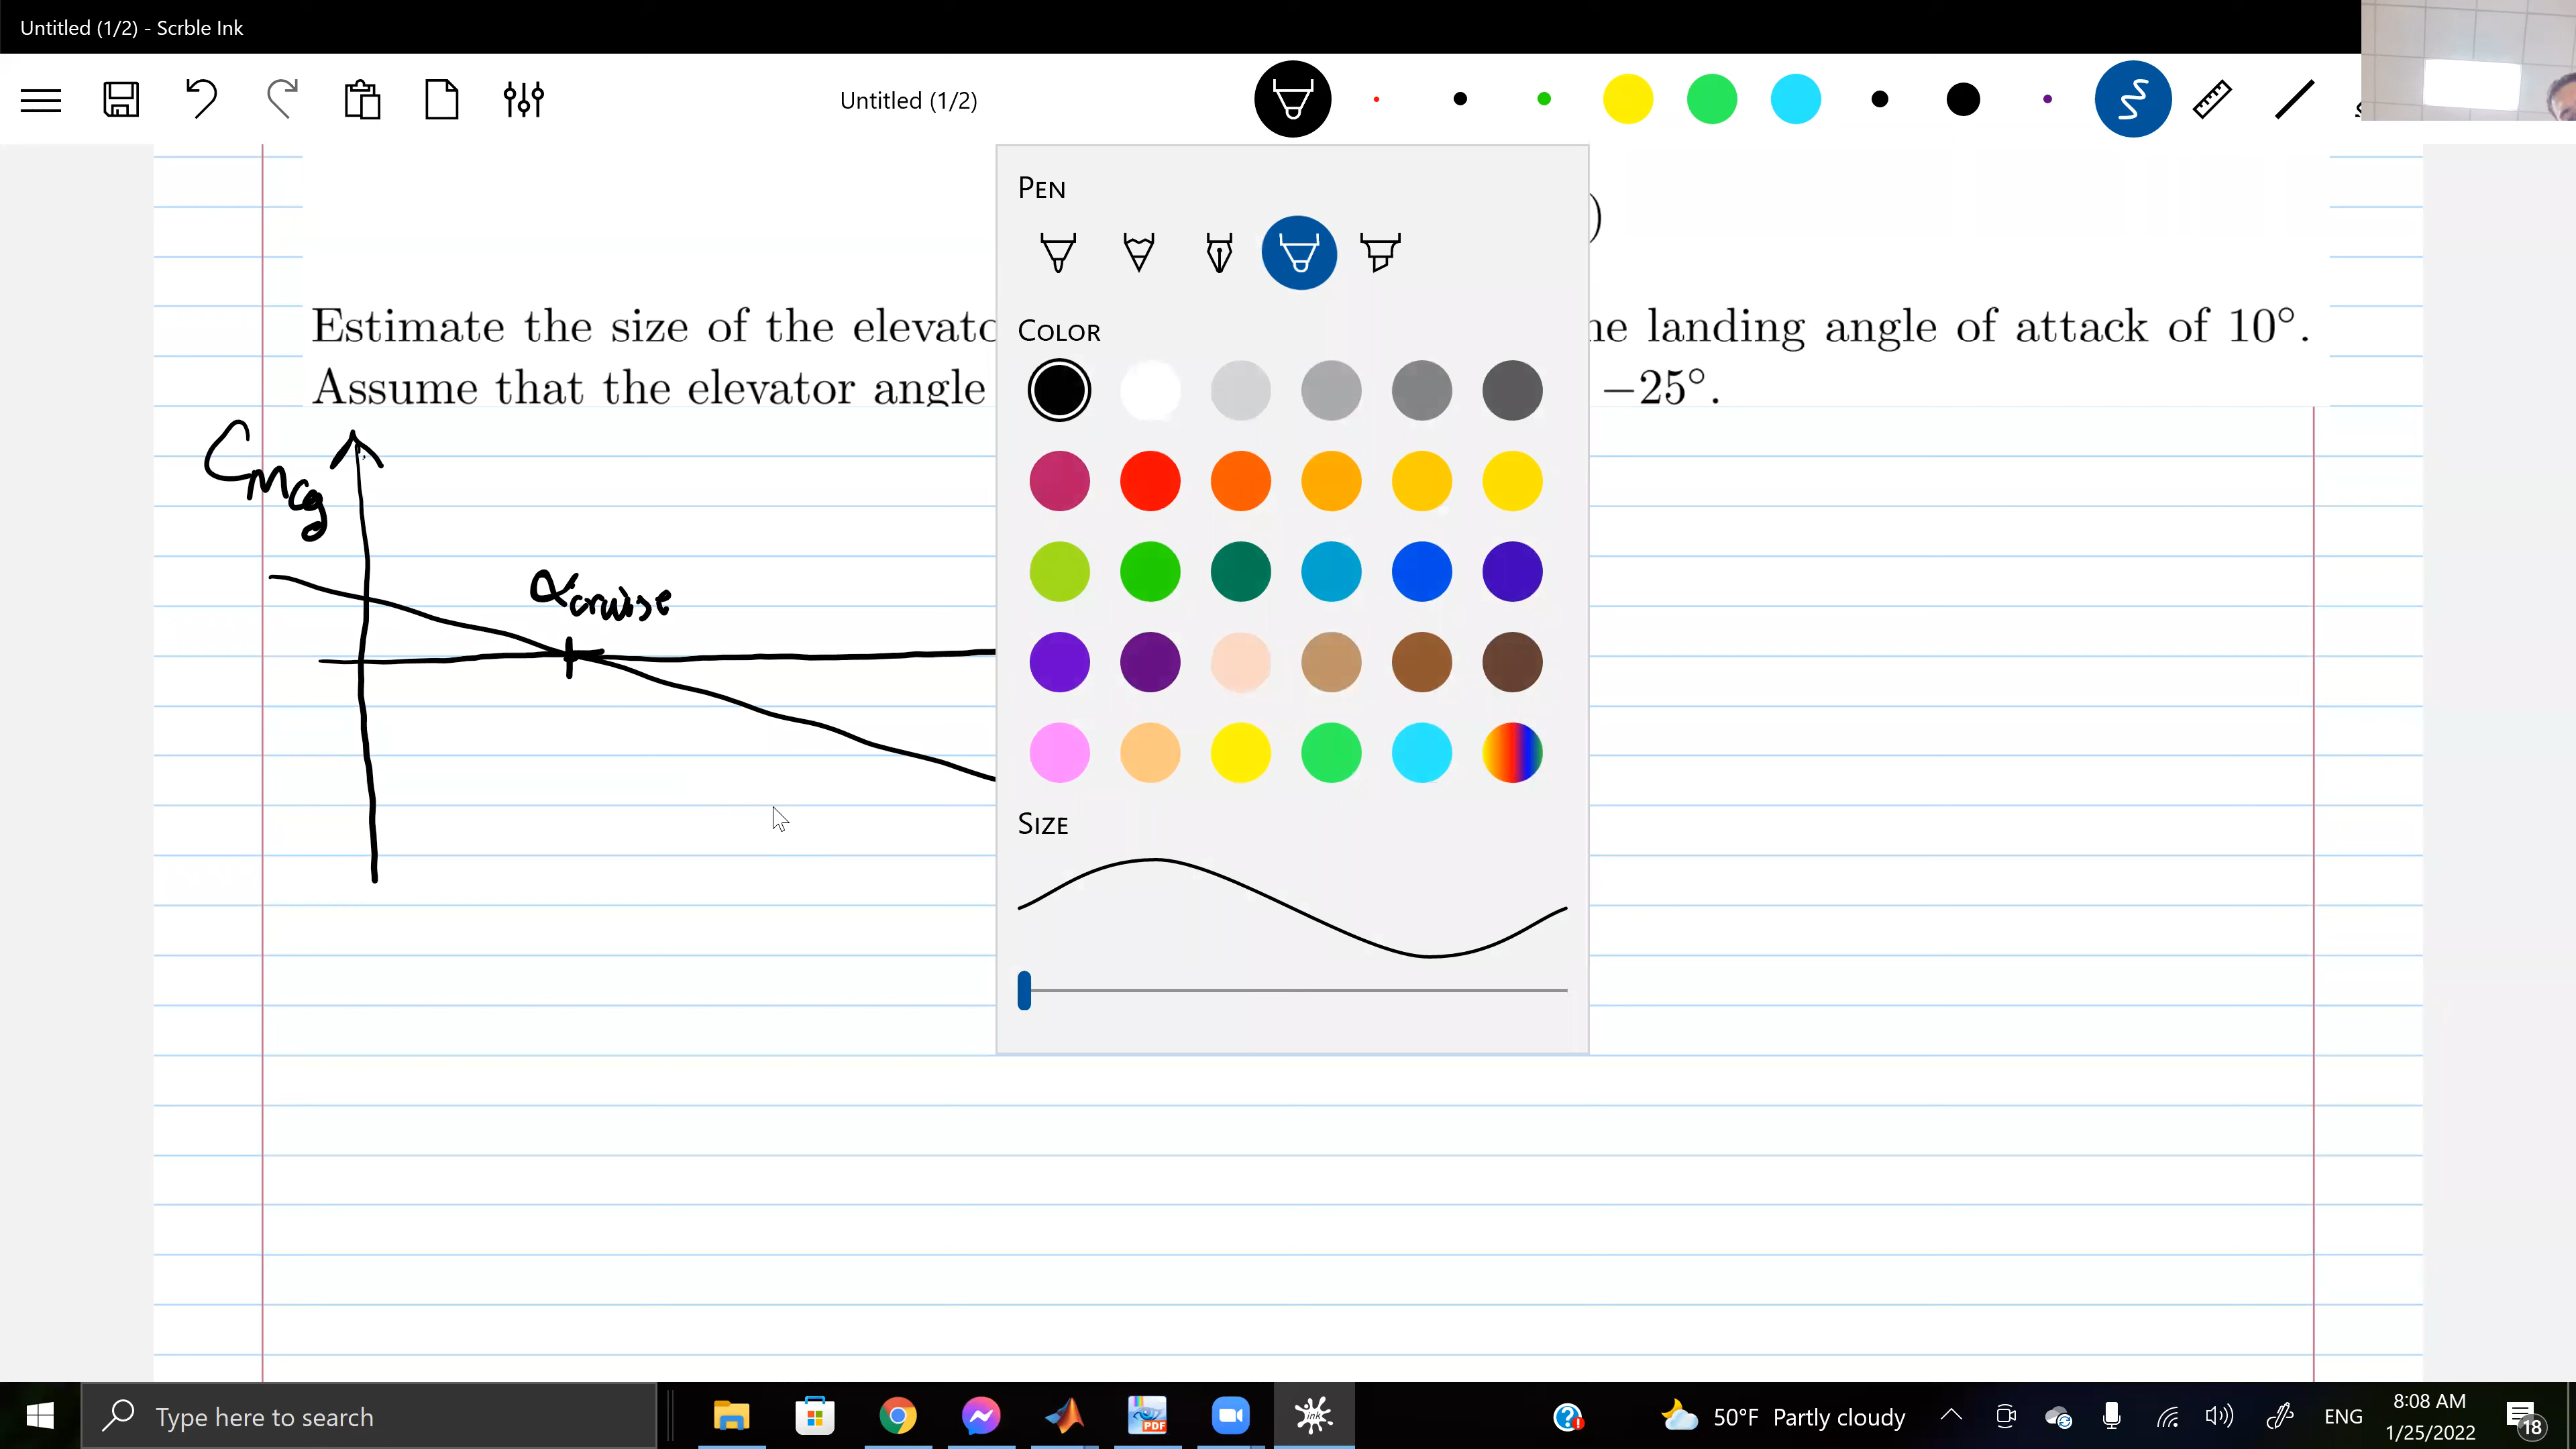 Untitled (1/2) - Scrble Ink
Untitled (1/2)
PEN
)
COLOR
Estimate the size of the elevato he landing angle of attack of 10°.
Assume that the elevator angle −25°.
Cmcg
αcruise
SIZE
Type here to search
PDF
ink
50°F Partly cloudy
ENG
8:08 AM
1/25/2022
18